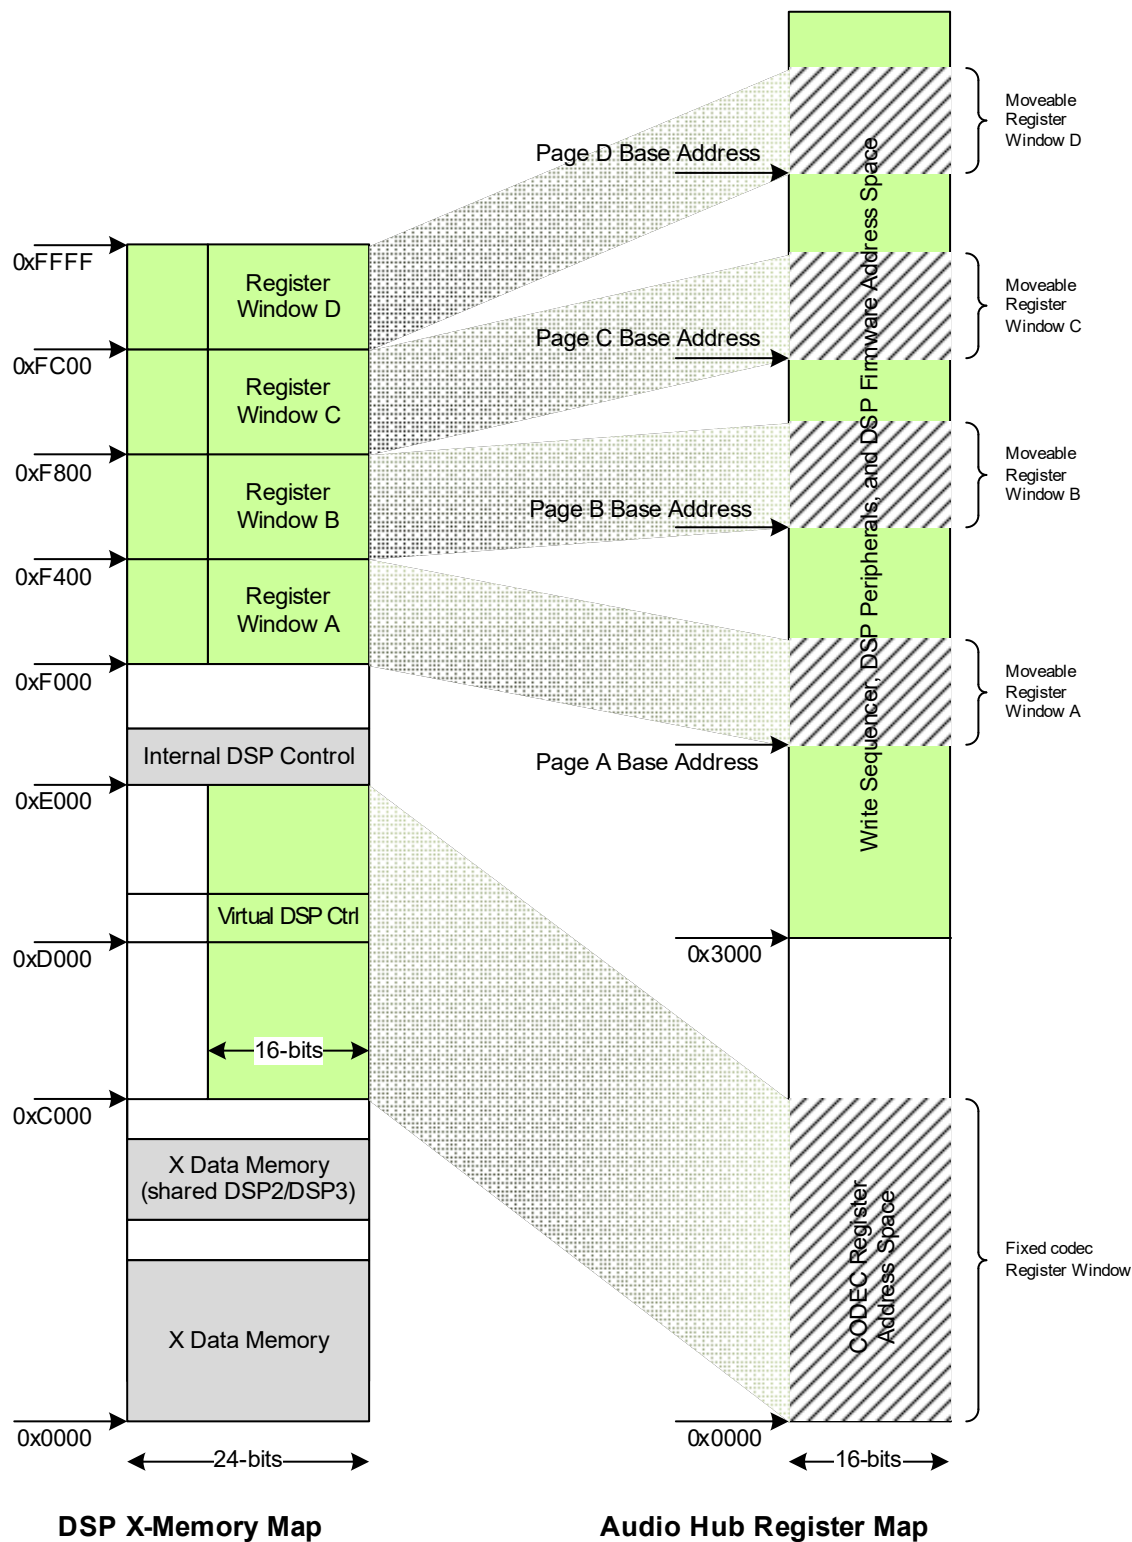 Moveable
Register
Window D
Page D Base Address
0xFFFF
Register
Window D
Moveable
Register
Window C
Page C Base Address
0xFC00
Register
Window C
Moveable
Register
Window B
0xF800
Register
Window B
Page B Base Address
0xF400
Register
Window A
Moveable
Register
Window A
0xF000
Page A Base Address
Write Sequencer, DSP Peripherals, and DSP Firmware Address Space
Internal DSP Control
0xE000
Virtual DSP Ctrl
0xD000
0x3000
16-bits
0xC000
X Data Memory
(shared DSP2/DSP3)
CODEC Register
Address Space
Fixed codec
Register Window
X Data Memory
0x0000
0x0000
24-bits
16-bits
DSP X-Memory Map
Audio Hub Register Map